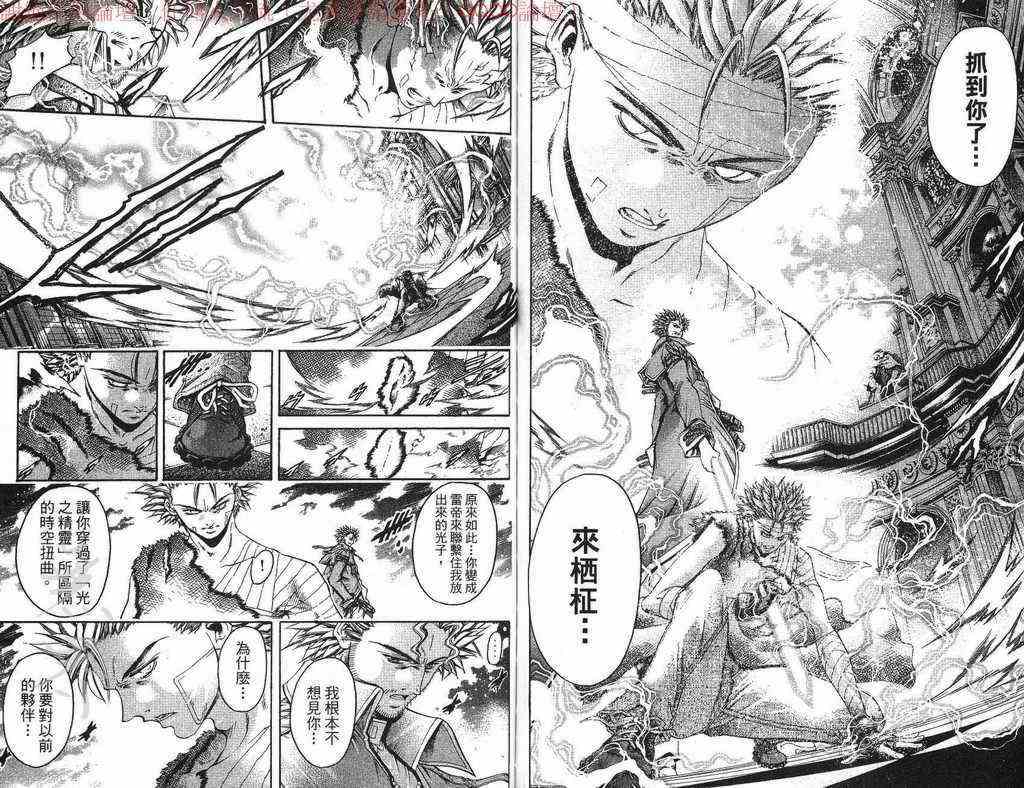 抓到你了…
來栖柾…
!!
原來如此…你變成
雷帝來聯繫住我放
出來的光子，
!
讓你穿過了「光
之精靈」所區隔
的時空扭曲。
…
我根本不
想見你…
為什麼…
你要對以前
的夥伴…